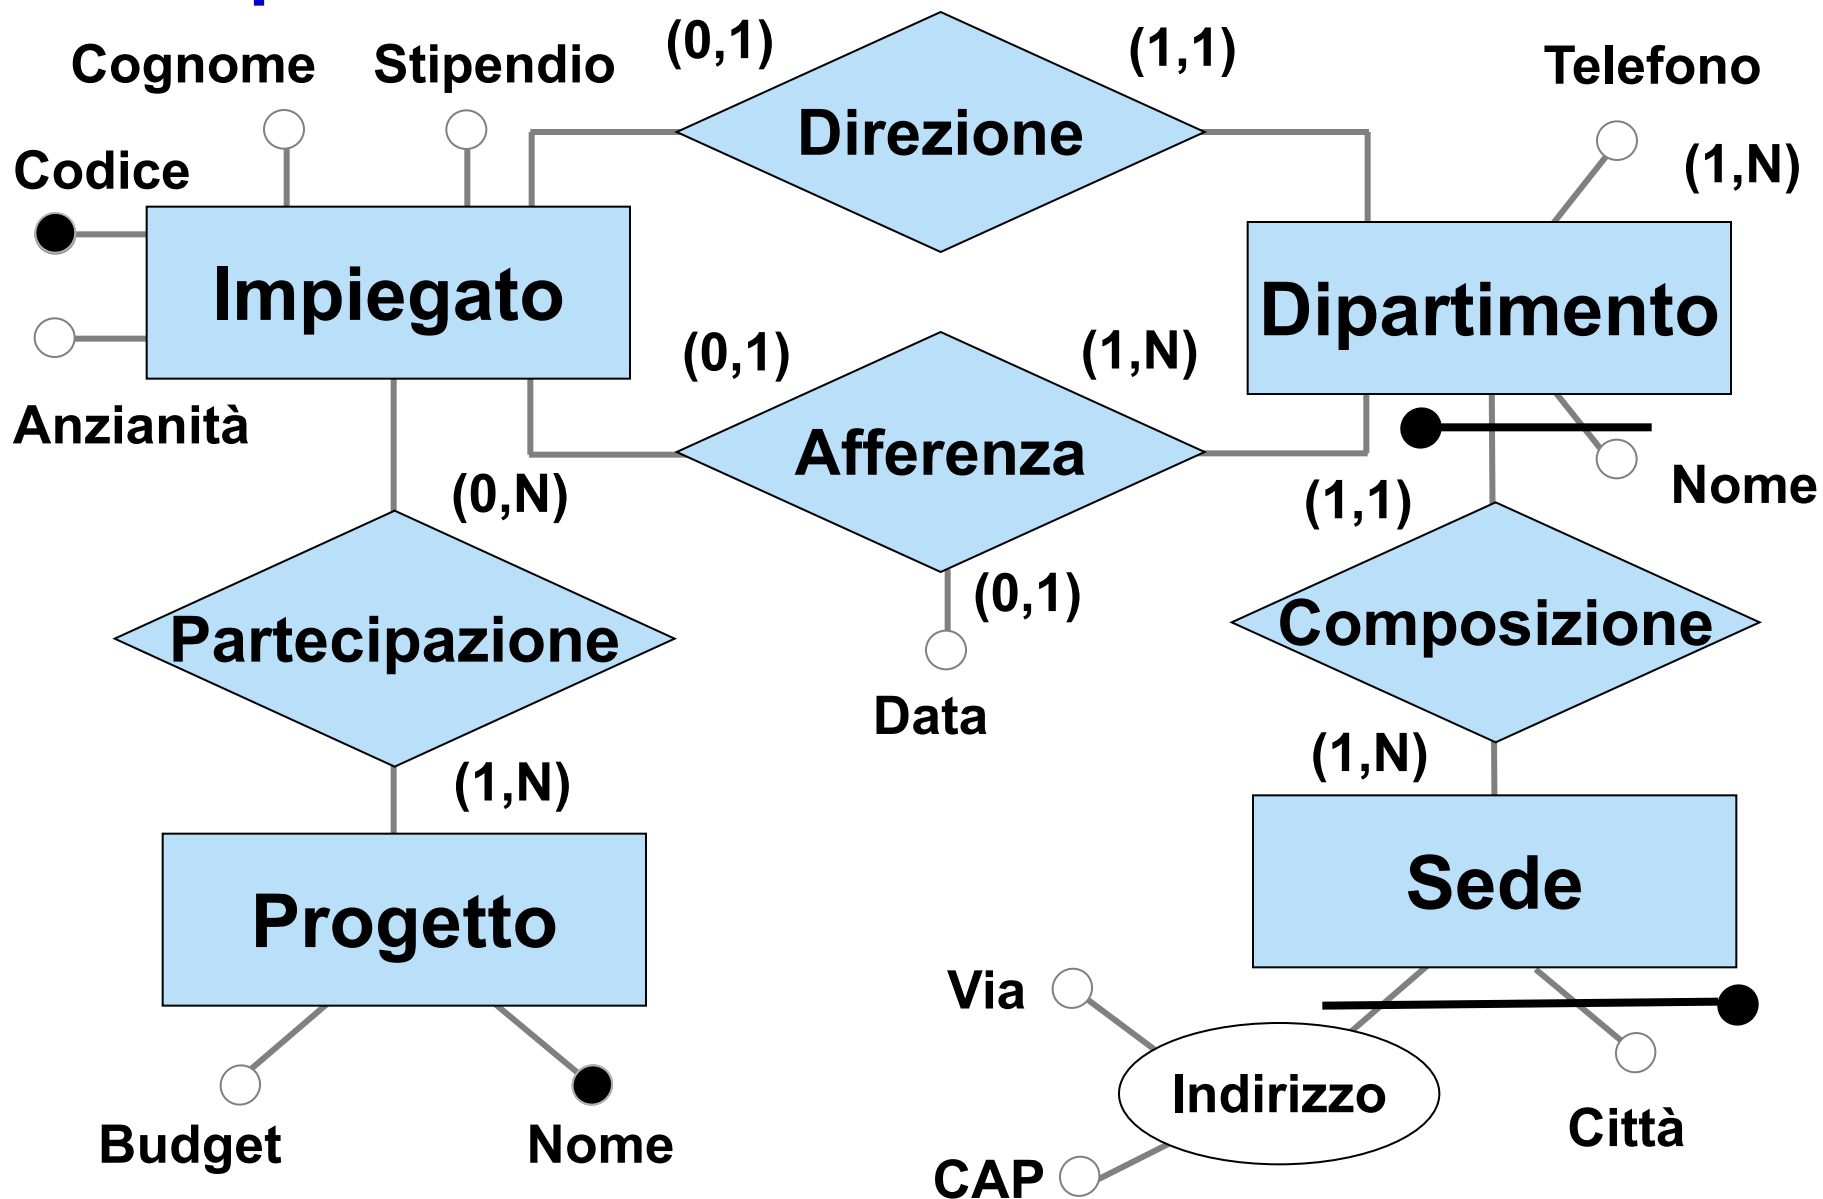 (0,1)
(1,1)
Cognome
Stipendio
Telefono
Direzione
Codice
(1,N)
Impiegato
Dipartimento
(0,1)
(1,N)
Anzianità
Afferenza
(0,N)
(1,1)
Nome
(0,1)
Partecipazione
Composizione
Data
(1,N)
(1,N)
Sede
Progetto
Via
Indirizzo
Città
Budget
Nome
CAP